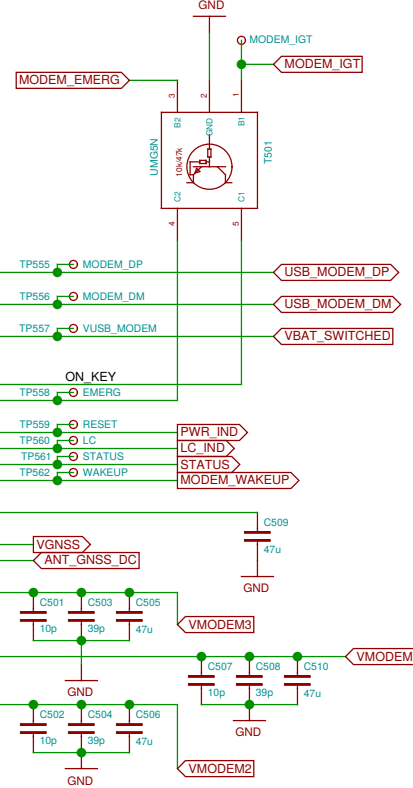 GND
MODEM_IGT
MODEM_IGT
MODEM_EMERG
3
2
1
B2
GND
B1
UMG5N
10k/47k
T501
C2
C1
4
5
TP555 MODEM_DP
USB_MODEM_DP
TP556 MODEM_DM
USB_MODEM_DM
TP557 VUSB_MODEM
VBAT_SWITCHED
ON_KEY
TP558 EMERG
TP559 RESET
PWR_IND
TP560 LC
LC_IND
TP561 STATUS
STATUS
TP562 WAKEUP
MODEM_WAKEUP
C509
47u
GND
VGNSS
ANT_GNSS_DC
C501 C503 C505
10p 39p 47u
VMODEM3
GND
VMODEM
C507 C508 C510
10p 39p 47u
GND
C502 C504 C506
10p 39p 47u
VMODEM2
GND